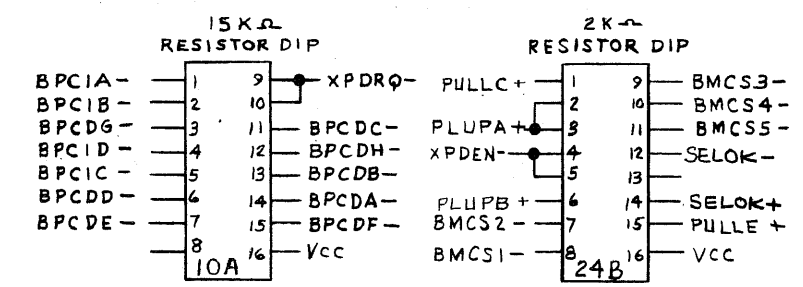 15KΩ
RESISTOR DIP
BPCIA- 1 9 XPDRQ-
BPCIB- 2 10
BPCDG- 3 11 BPCDC-
BPCID- 4 12 BPCDH-
BPCIC- 5 13 BPCDB-
BPCDD- 6 14 BPCDA-
BPCDE- 7 15 BPCDF-
8 16 VCC
10A
2KΩ
RESISTOR DIP
PULLC+ 1 9 BMCS3-
2 10 BMCS4-
PLUPA+ 3 11 BMCS5-
XPDEN- 4 12 SELOK-
5 13
PLUPB+ 6 14 SELOK+
BMCS2- 7 15 PULLE+
BMCS1- 8 16 VCC
24B